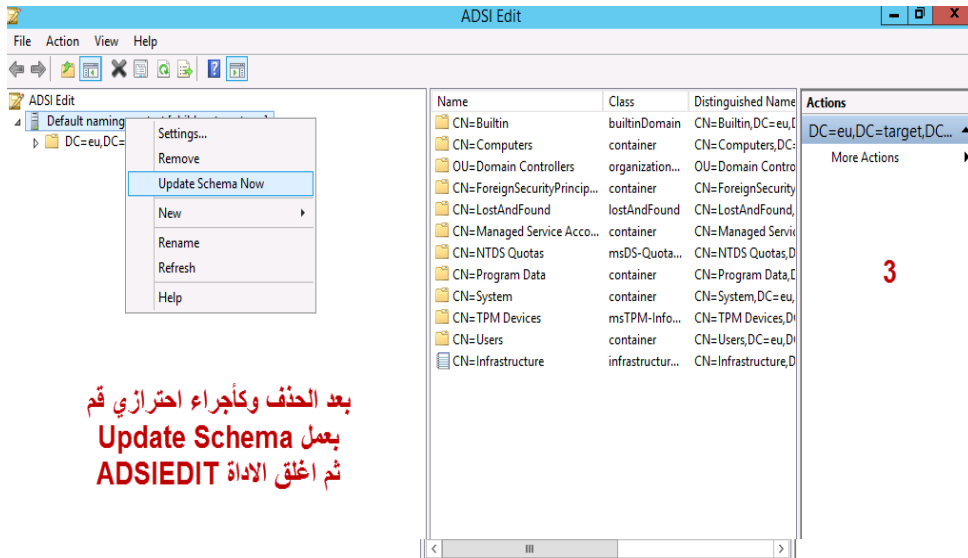 ADSI Edit
File Action View Help
ADSI Edit
Default naming
DC=eu,DC=
Settings...
Remove
Update Schema Now
New
Rename
Refresh
Help
Name Class Distinguished Name
CN=Builtin builtinDomain CN=Builtin,DC=eu,D
CN=Computers container CN=Computers,DC=
OU=Domain Controllers organization... OU=Domain Contro
CN=ForeignSecurityPrincip... container CN=ForeignSecurity
CN=LostAndFound lostAndFound CN=LostAndFound,
CN=Managed Service Acco... container CN=Managed Servic
CN=NTDS Quotas msDS-Quota... CN=NTDS Quotas,D
CN=Program Data container CN=Program Data,D
CN=System container CN=System,DC=eu,
CN=TPM Devices msTPM-Info... CN=TPM Devices,D
CN=Users container CN=Users,DC=eu,D
CN=Infrastructure infrastructur... CN=Infrastructure,D
Actions
DC=eu,DC=target,DC...
More Actions
3
بعد الحذف وكأجراء احترازي قم
بعمل Update Schema
ثم اغلق الاداة ADSIEDIT